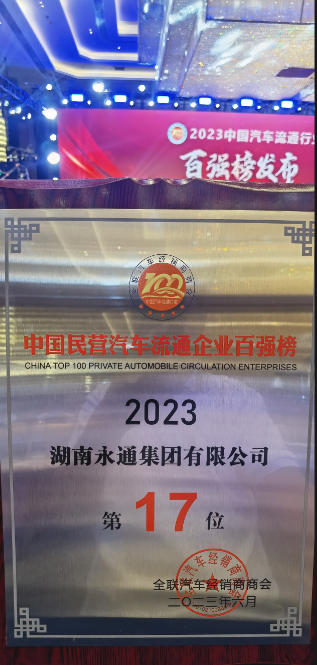 2023中国汽车流通行
百强榜发布
100
中国民营汽车流通企业百强榜
CHINA TOP 100 PRIVATE AUTOMOBILE CIRCULATION ENTERPRISES
2023
湖南永通集团有限公司
第 17 位
全联汽车经销商商会
二〇二三年六月